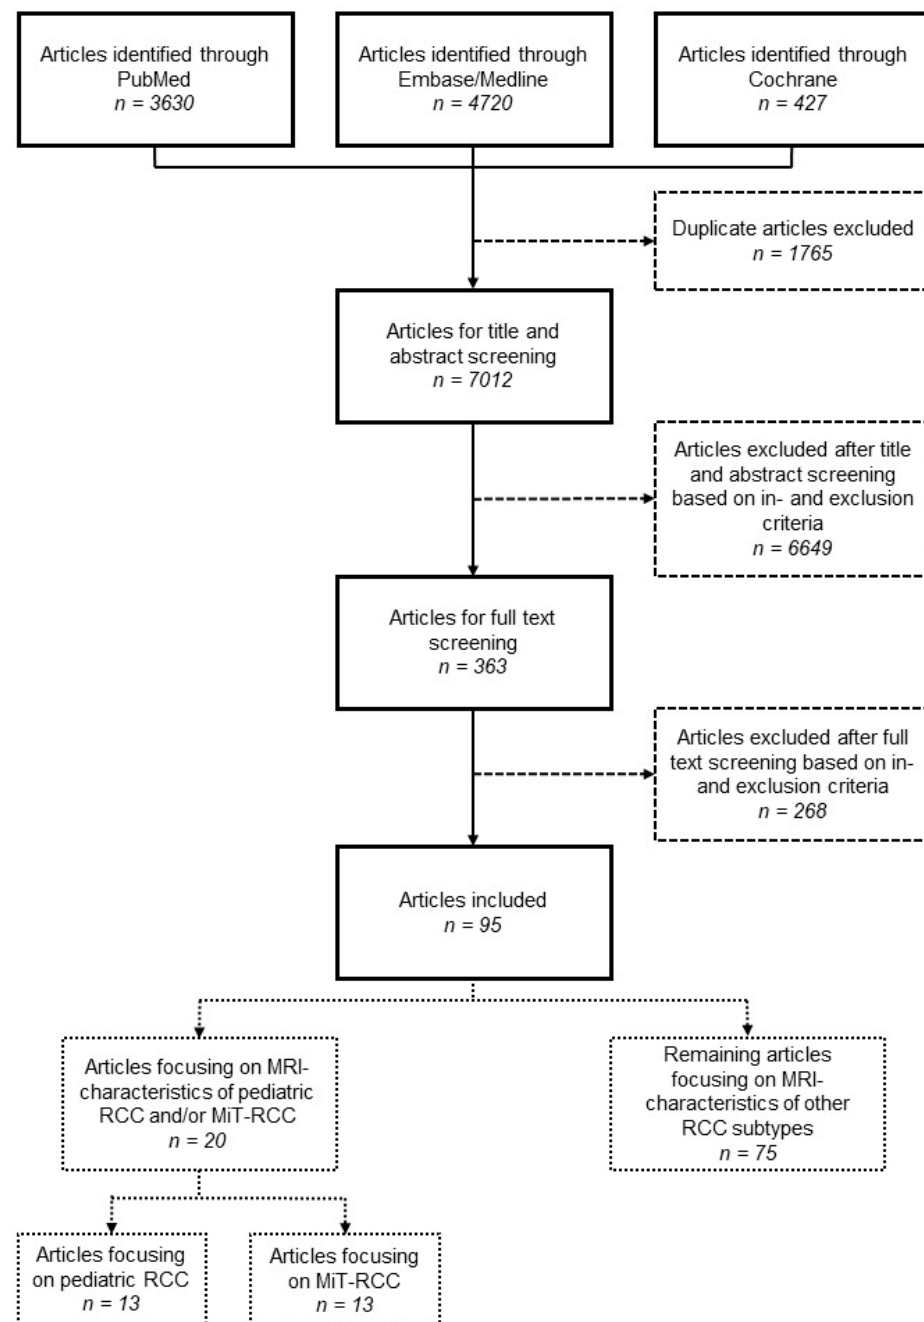 Articles identified through
PubMed
n = 3630
Articles identified through
Embase/Medline
n = 4720
Articles identified through
Cochrane
n = 427
Duplicate articles excluded
n = 1765
Articles for title and
abstract screening
n = 7012
Articles excluded after title
and abstract screening
based on in- and exclusion
criteria
n = 6649
Articles for full text
screening
n = 363
Articles excluded after full
text screening based on in-
and exclusion criteria
n = 268
Articles included
n = 95
Articles focusing on MRI-
characteristics of pediatric
RCC and/or MiT-RCC
n = 20
Remaining articles
focusing on MRI-
characteristics of other
RCC subtypes
n = 75
Articles focusing
on pediatric RCC
n = 13
Articles focusing
on MiT-RCC
n = 13